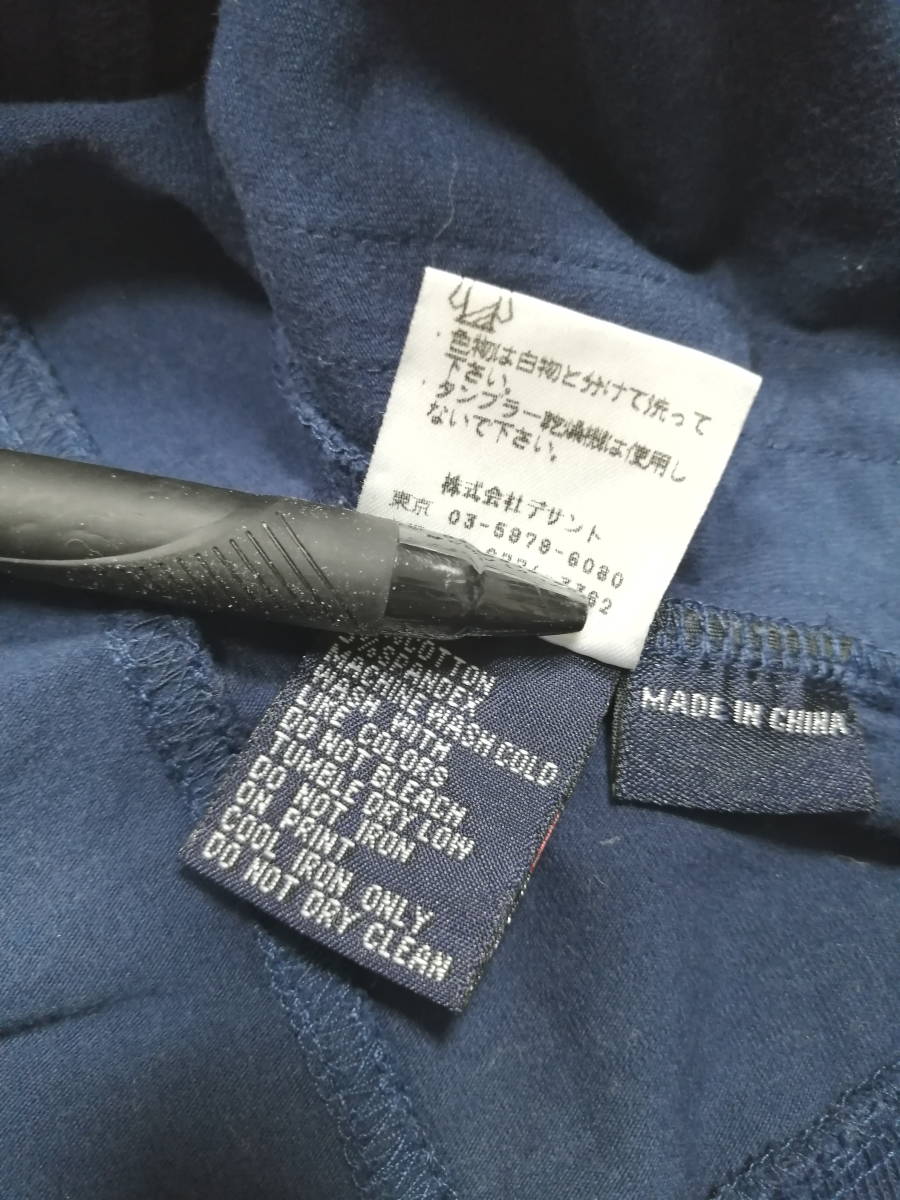 色物は白物と分けて洗って
下さい。
タンブラー乾燥機は使用し
ないで下さい。
株式会社デサント
東京 03-5979-6080
MADE IN CHINA
COTTON
SPANDEX
MACHINE WASH COLD
WASH WITH
LIKE COLORS
DO NOT BLEACH
TUMBLE DRY LOW
DO NOT IRON
ON PRINT
COOL IRON ONLY
DO NOT DRY CLEAN